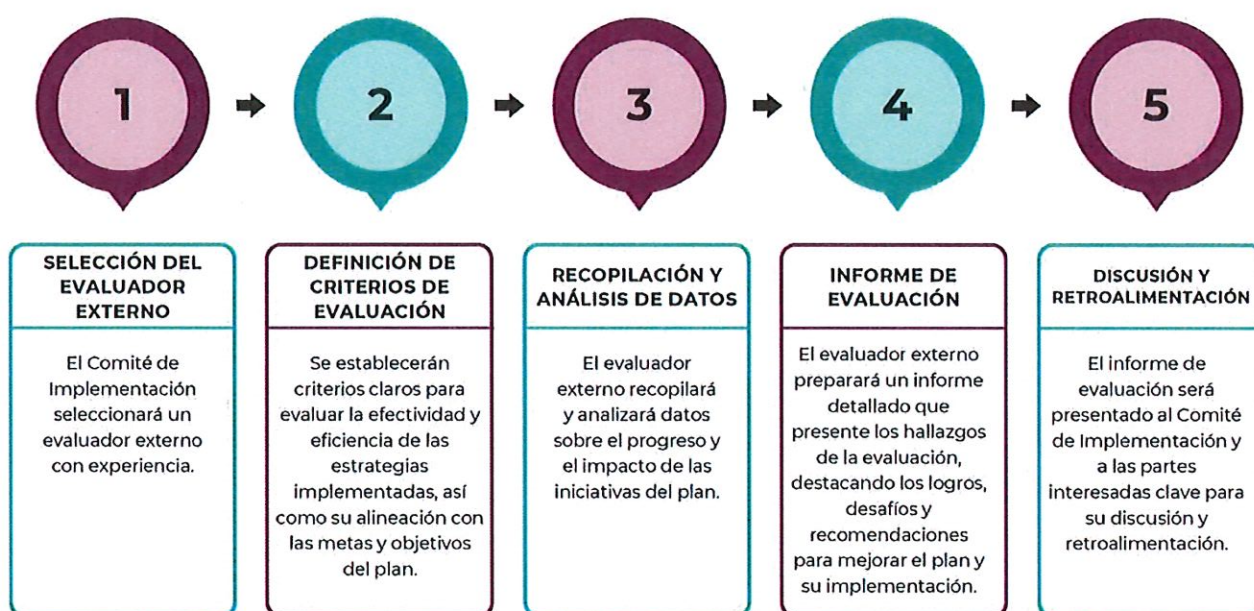 1
2
3
4
5
SELECCIÓN DEL
EVALUADOR
EXTERNO
El Comité de
Implementación
seleccionará un
evaluador externo
con experiencia.
DEFINICIÓN DE
CRITERIOS DE
EVALUACIÓN
Se establecerán
criterios claros para
evaluar la efectividad y
eficiencia de las
estrategias
implementadas, así
como su alineación con
las metas y objetivos
del plan.
RECOPILACIÓN Y
ANÁLISIS DE DATOS
El evaluador
externo recopilará
y analizará datos
sobre el progreso y
el impacto de las
iniciativas del plan.
INFORME DE
EVALUACIÓN
El evaluador externo
preparará un informe
detallado que
presente los hallazgos
de la evaluación,
destacando los logros,
desafíos y
recomendaciones
para mejorar el plan y
su implementación.
DISCUSIÓN Y
RETROALIMENTACIÓN
El informe de
evaluación será
presentado al Comité
de Implementación y
a las partes
interesadas clave para
su discusión y
retroalimentación.